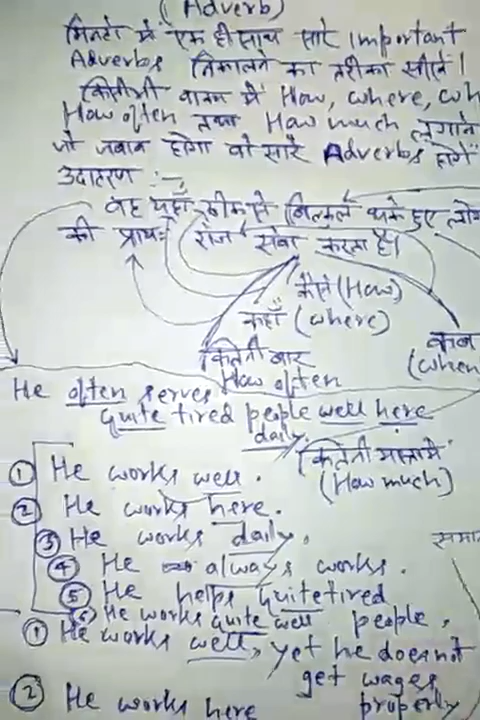 (Adverb)
मिनटों में एक ही साथ सारे Important
Adverbs निकालने का तरीका सीखें।
किसी भी वाक्य में How, where, wh
How often तथा How much लगाने
जो जवाब होगा वो सारे Adverbs होंगे
उदाहरण :-
वह यहाँ ठीक से बिल्कुल थके हुए लोगों
की प्रायः रोज सेवा करता है।
कैसे (How)
कहाँ (where)
कितनी बार
How often
कब
(when
He often serves
quite tired people well here
daily.
कितनी मात्रा में
(How much)
① He works well.
② He works here.
③ He works daily.
④ He always works.
⑤ He helps quite tired
people.
⑥ He works quite well
① He works well, yet he doesnot
get wages
properly
② He works here